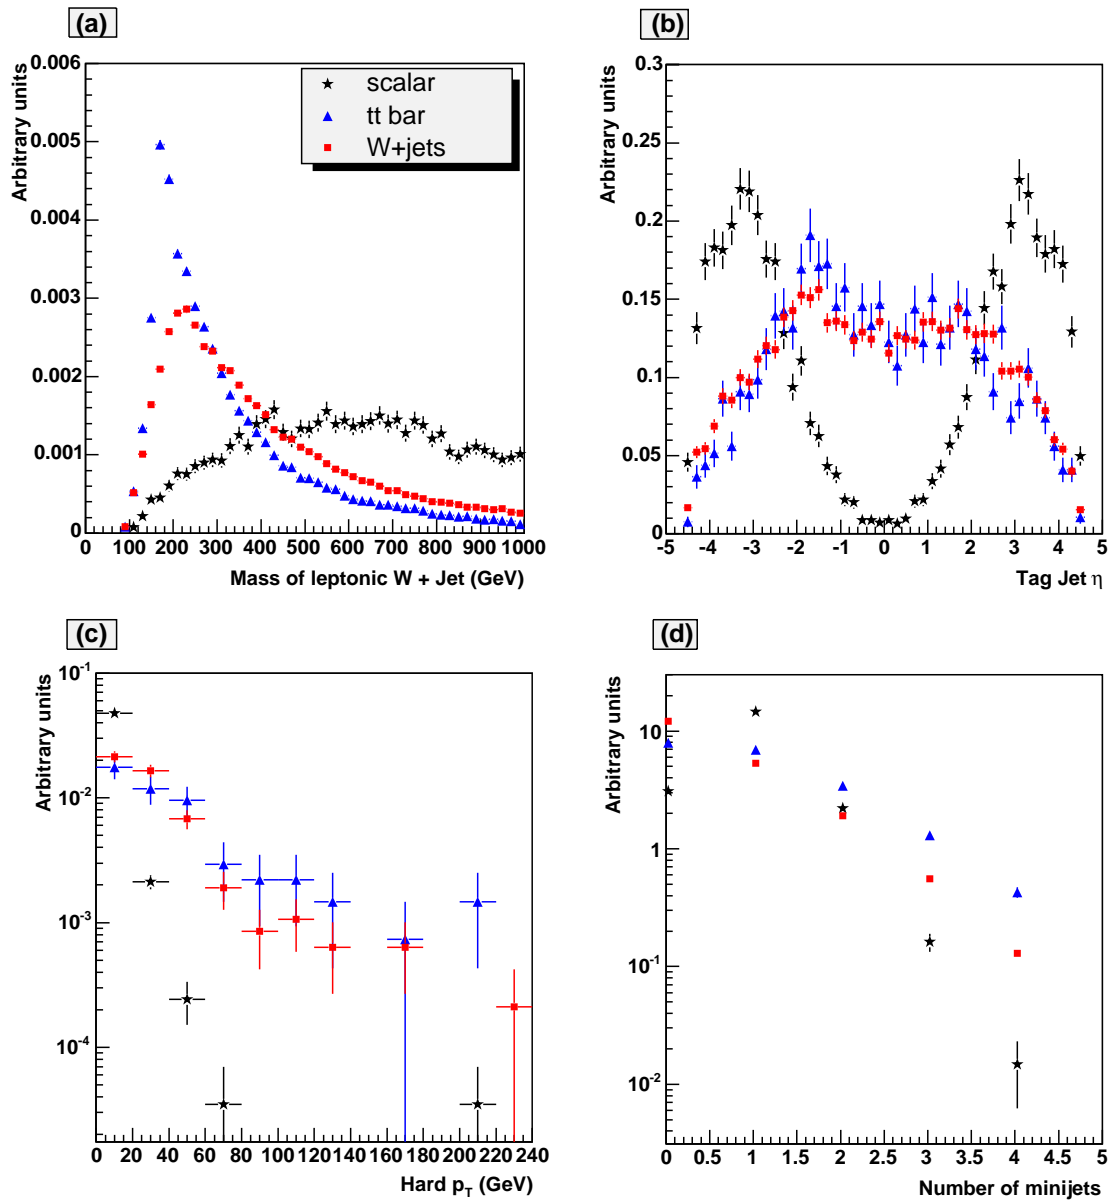 (a)
Arbitrary units
0.006
0.005
0.004
0.003
0.002
0.001
0
scalar
tt bar
W+jets
0 100 200 300 400 500 600 700 800 900 1000
Mass of leptonic W + Jet (GeV)
(b)
Arbitrary units
0.3
0.25
0.2
0.15
0.1
0.05
0
-5 -4 -3 -2 -1 0 1 2 3 4 5
Tag Jet η
(c)
Arbitrary units
10-1
10-2
10-3
10-4
0 20 40 60 80 100 120 140 160 180 200 220 240
Hard pT (GeV)
(d)
Arbitrary units
10
1
10-1
10-2
0 0.5 1 1.5 2 2.5 3 3.5 4 4.5 5
Number of minijets